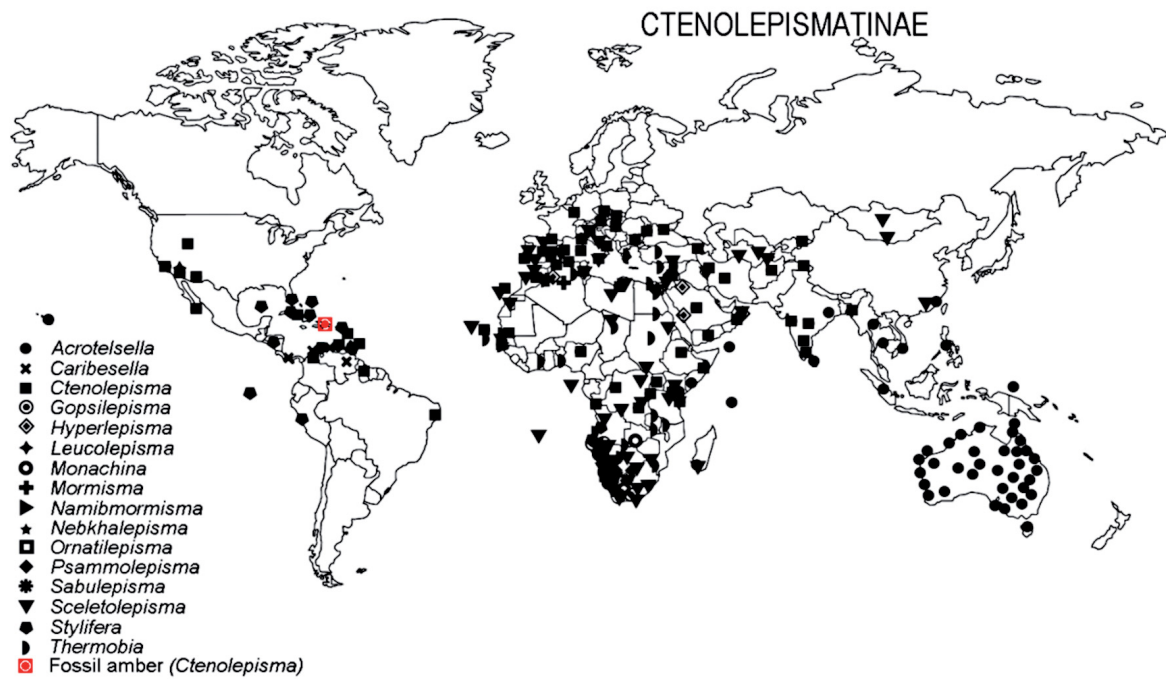 CTENOLEPISMATINAE
Acrotelsella
Caribesella
Ctenolepisma
Gopsilepisma
Hyperlepisma
Leucolepisma
Monachina
Mormisma
Namibmormisma
Nebkhalepisma
Ornatilepisma
Psammolepisma
Sabulepisma
Sceletolepisma
Stylifera
Thermobia
Fossil amber (Ctenolepisma)